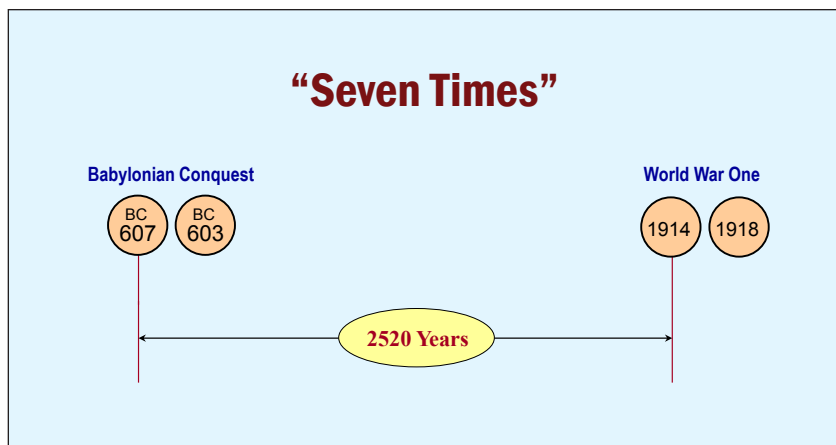 “Seven Times”
Babylonian Conquest
World War One
BC
607
BC
603
1914
1918
2520 Years